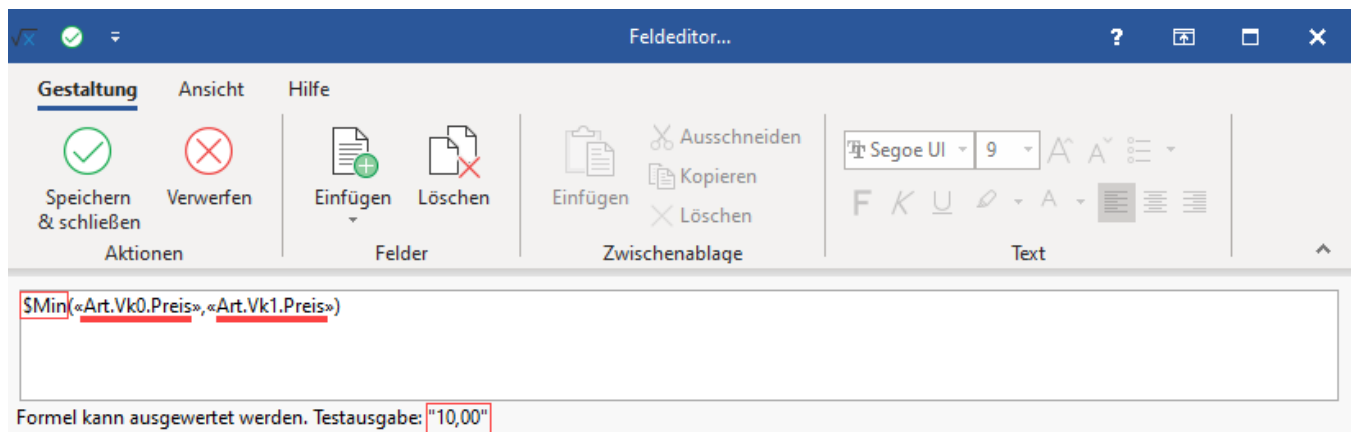 Feldeditor...
Gestaltung Ansicht Hilfe
Speichern & schließen
Verwerfen
Aktionen
Einfügen
Löschen
Felder
Einfügen
Ausschneiden
Kopieren
Löschen
Zwischenablage
Segoe UI 9
F K U A
Text
$Min(«Art.Vk0.Preis»,«Art.Vk1.Preis»)
Formel kann ausgewertet werden. Testausgabe: "10,00"